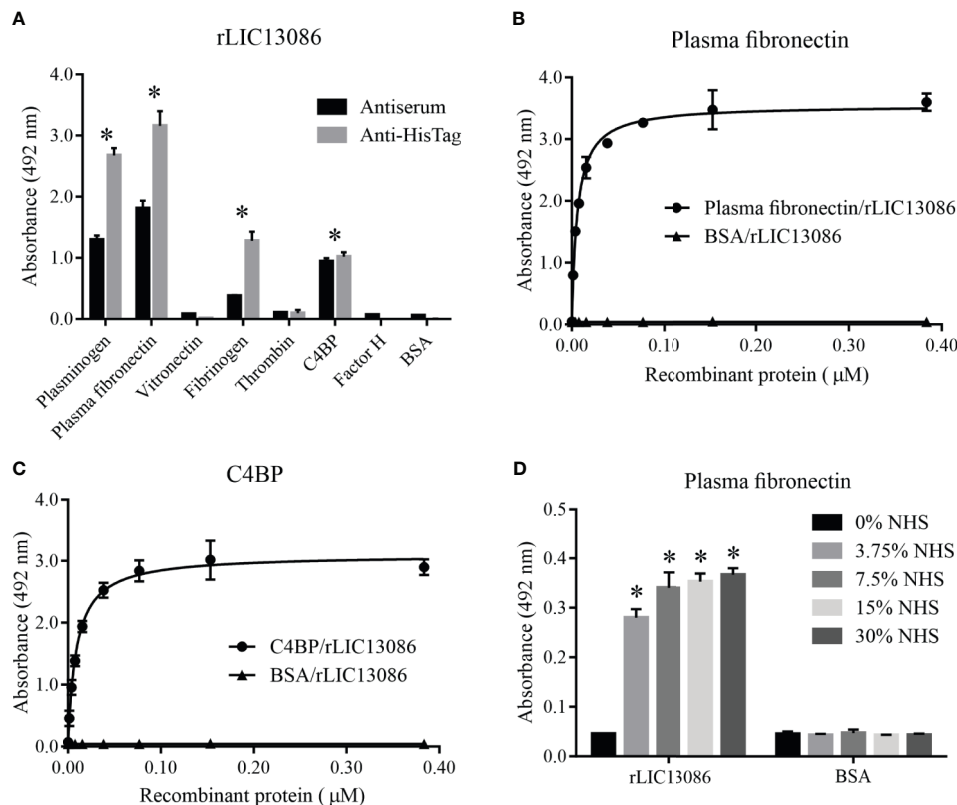 A
rLIC13086
Absorbance (492 nm)
4.0
3.0
2.0
1.0
0.0
* * * *
Antiserum
Anti-HisTag
Plasminogen
Plasma fibronectin
Vitronectin
Fibrinogen
Thrombin
C4BP
Factor H
BSA
B
Plasma fibronectin
Absorbance (492 nm)
4.0
3.0
2.0
1.0
0.0
Plasma fibronectin/rLIC13086
BSA/rLIC13086
0.00 0.10 0.20 0.30 0.40
Recombinant protein ( μM)
C
C4BP
Absorbance (492 nm)
4.0
3.0
2.0
1.0
0.0
C4BP/rLIC13086
BSA/rLIC13086
0.00 0.10 0.20 0.30 0.40
Recombinant protein ( μM)
D
Plasma fibronectin
Absorbance (492 nm)
0.5
0.4
0.3
0.2
0.1
0.0
* * * *
0% NHS
3.75% NHS
7.5% NHS
15% NHS
30% NHS
rLIC13086
BSA